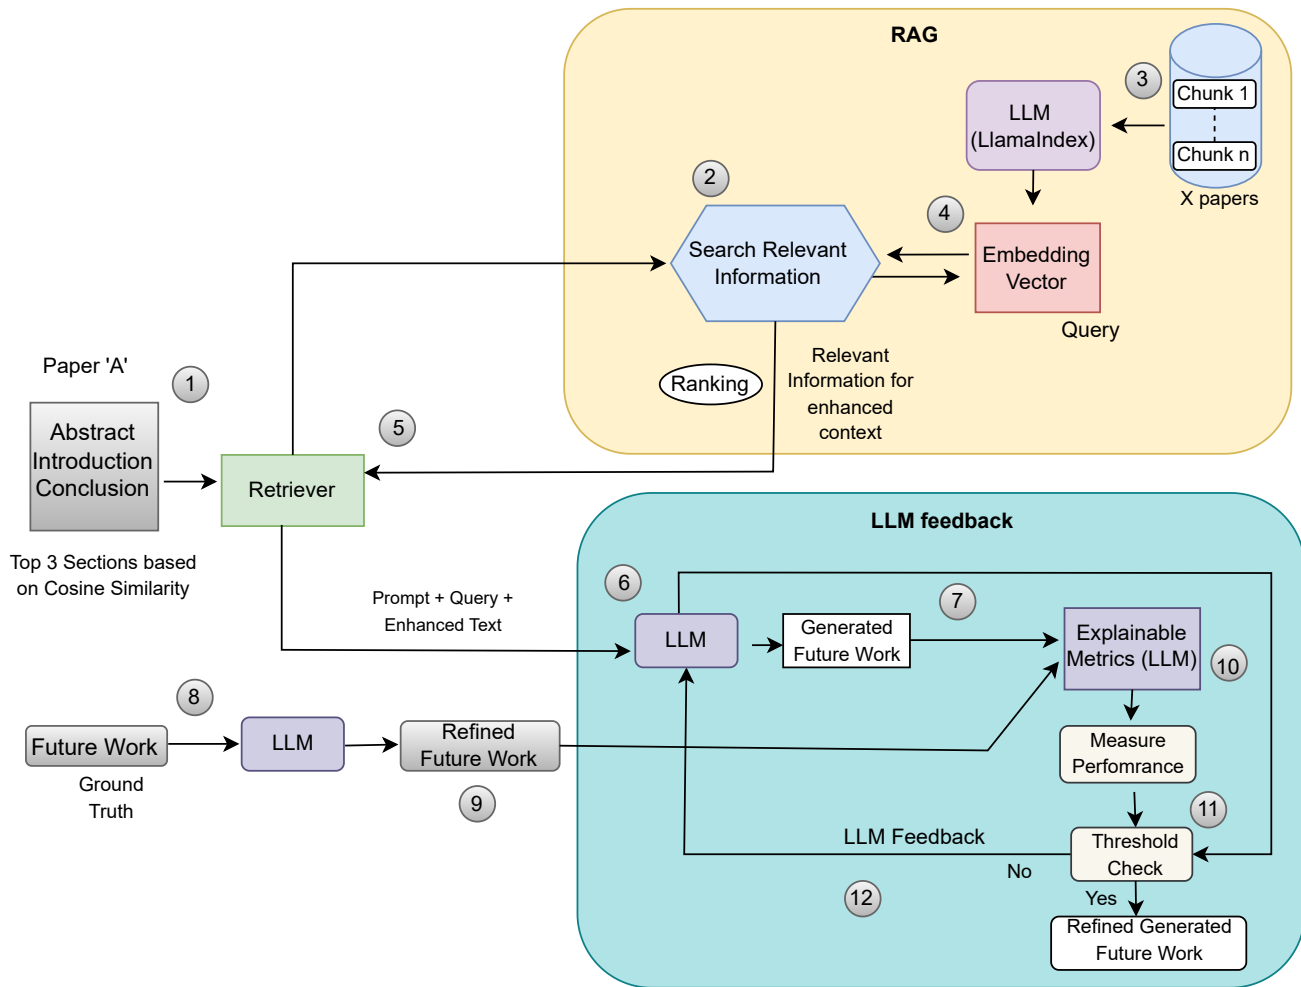 RAG
3
Chunk 1
LLM
(LlamaIndex)
Chunk n
X papers
2
4
Search Relevant
Information
Embedding
Vector
Query
Paper 'A'
1
Ranking
Relevant
Information for
enhanced
context
Abstract
Introduction
Conclusion
5
Retriever
Top 3 Sections based
on Cosine Similarity
LLM feedback
Prompt + Query +
Enhanced Text
6
LLM
Generated
Future Work
7
Explainable
Metrics (LLM)
10
8
Future Work
Ground
Truth
LLM
Refined
Future Work
9
Measure
Perfomrance
11
LLM Feedback
Threshold
Check
No
12
Yes
Refined Generated
Future Work